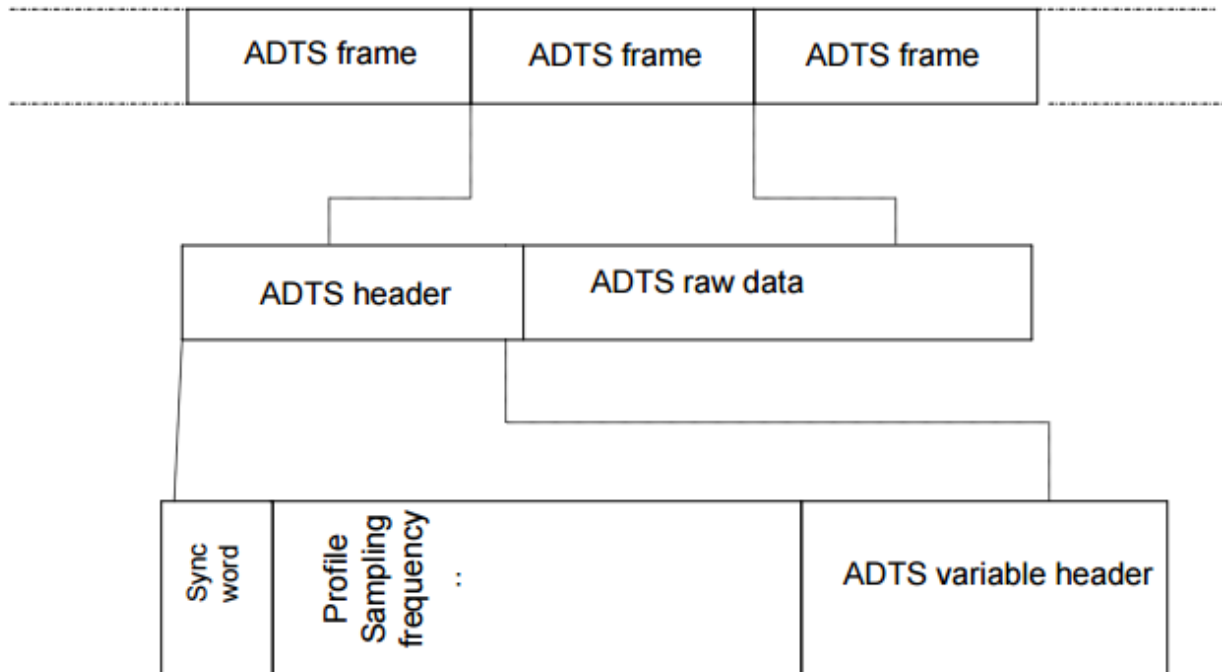 ADTS frame
ADTS frame
ADTS frame
ADTS header
ADTS raw data
Sync
word
Profile
Sampling
frequency
..
ADTS variable header